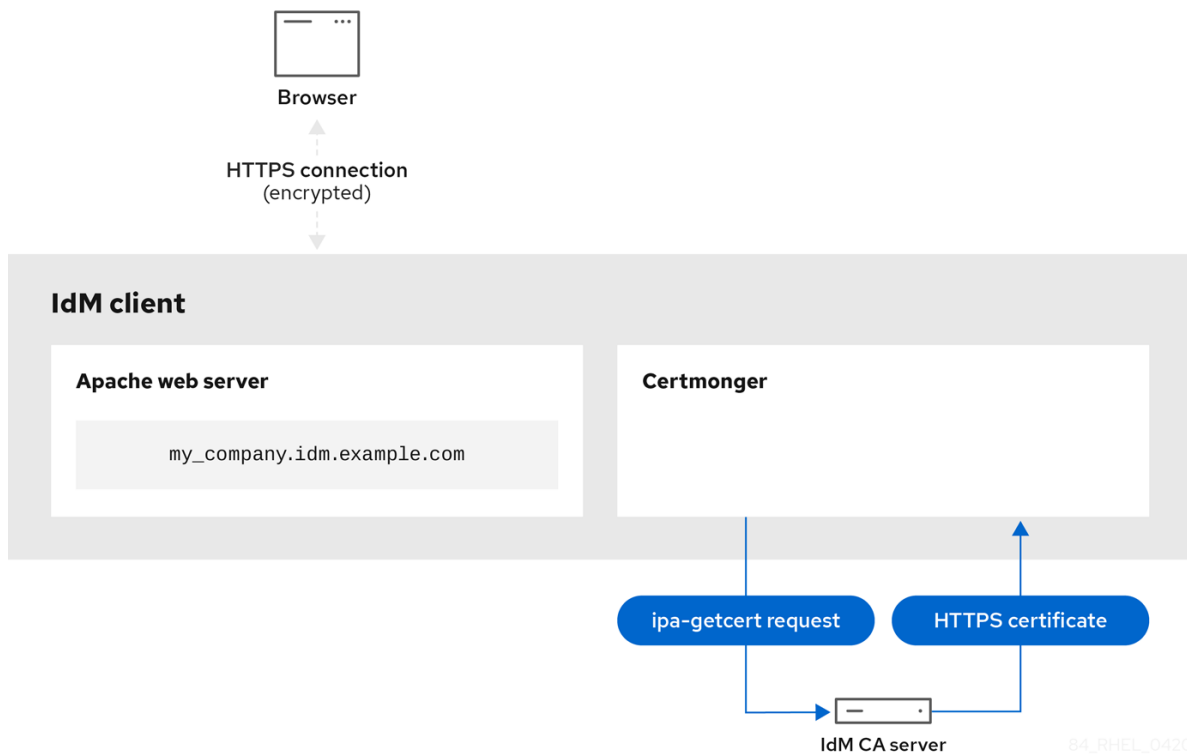 Browser
HTTPS connection
(encrypted)
IdM client
Apache web server
my_company.idm.example.com
Certmonger
ipa-getcert request
HTTPS certificate
IdM CA server
84_RHEL_0420